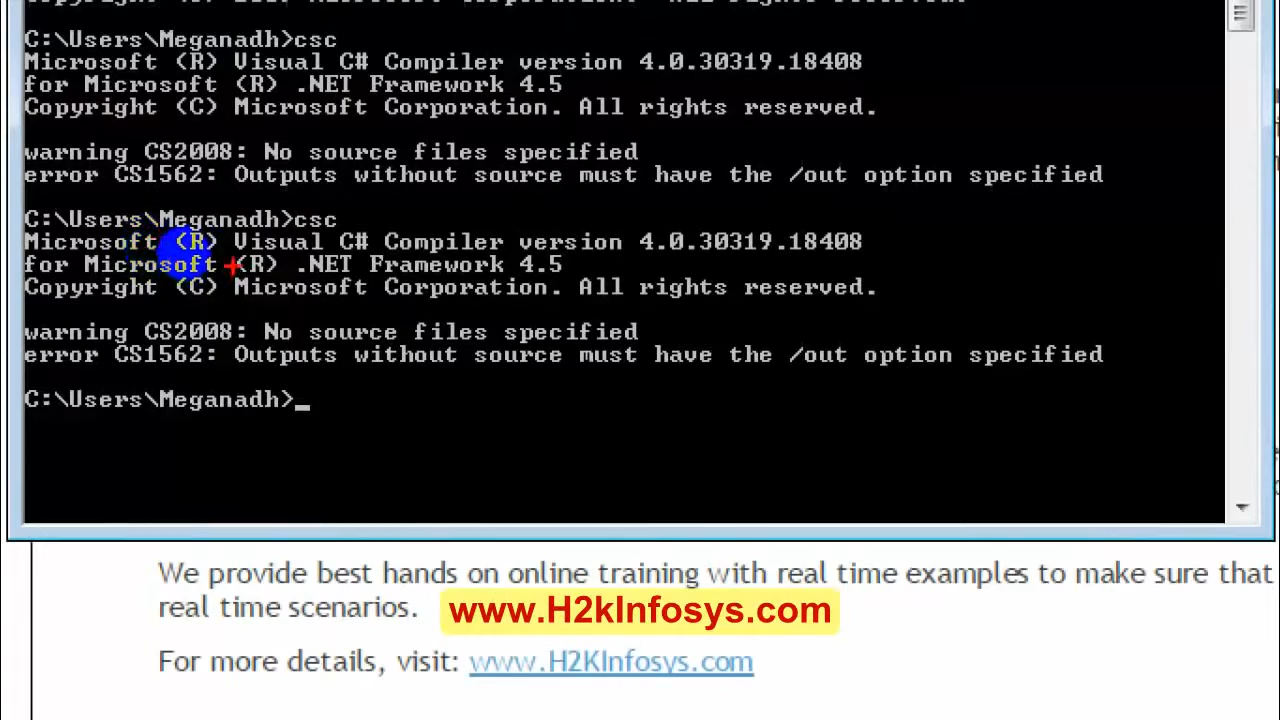 C:\Users\Meganadh>csc
Microsoft (R) Visual C# Compiler version 4.0.30319.18408
for Microsoft (R) .NET Framework 4.5
Copyright (C) Microsoft Corporation. All rights reserved.
warning CS2008: No source files specified
error CS1562: Outputs without source must have the /out option specified
C:\Users\Meganadh>csc
Microsoft (R) Visual C# Compiler version 4.0.30319.18408
for Microsoft (R) .NET Framework 4.5
Copyright (C) Microsoft Corporation. All rights reserved.
warning CS2008: No source files specified
error CS1562: Outputs without source must have the /out option specified
C:\Users\Meganadh>_
We provide best hands on online training with real time examples to make sure that
real time scenarios.
www.H2kInfosys.com
For more details, visit: www.H2KInfosys.com